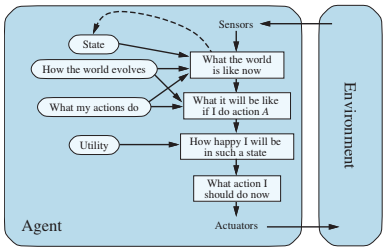 Sensors
State
How the world evolves
What my actions do
Utility
What the world
is like now
What it will be like
if I do action A
How happy I will be
in such a state
What action I
should do now
Actuators
Agent
Environment